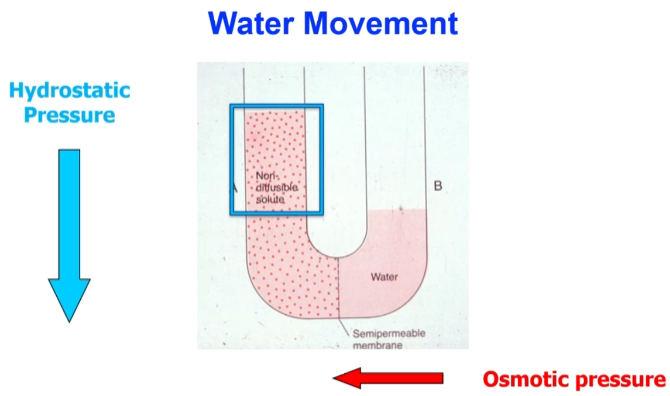 Water Movement
Hydrostatic
Pressure
Non-
diffusible
solute
A
B
Water
Semipermeable
membrane
Osmotic pressure